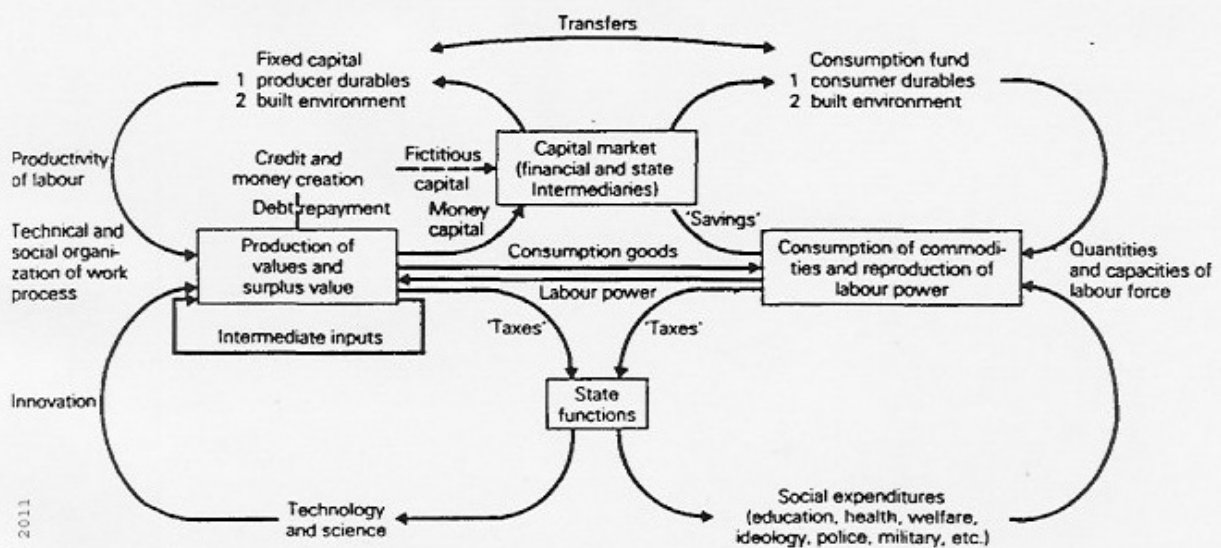 Transfers
Fixed capital
1 producer durables
2 built environment
Consumption fund
1 consumer durables
2 built environment
Capital market
(financial and state
Intermediaries)
Productivity
of labour
Credit and
money creation
Fictitious
capital
Debt repayment
Money
capital
'Savings'
Technical and
social organi-
zation of work
process
Production of
values and
surplus value
Consumption goods
Labour power
Consumption of commodi-
ties and reproduction of
labour power
Quantities
and capacities of
labour force
Intermediate inputs
'Taxes'
'Taxes'
State
functions
Innovation
Technology
and science
Social expenditures
(education, health, welfare,
ideology, police, military, etc.)
2011